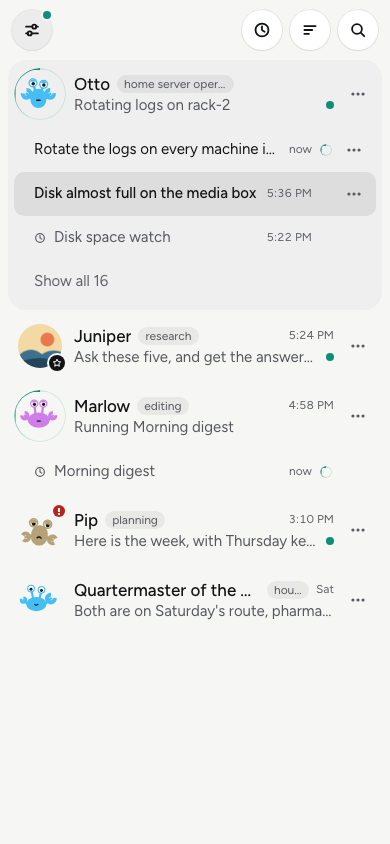 Otto home server oper...
Rotating logs on rack-2
Rotate the logs on every machine i... now
Disk almost full on the media box 5:36 PM
Disk space watch 5:22 PM
Show all 16
Juniper research 5:24 PM
Ask these five, and get the answer...
Marlow editing 4:58 PM
Running Morning digest
Morning digest now
Pip planning 3:10 PM
Here is the week, with Thursday ke...
Quartermaster of the ... hou... Sat
Both are on Saturday's route, pharma...